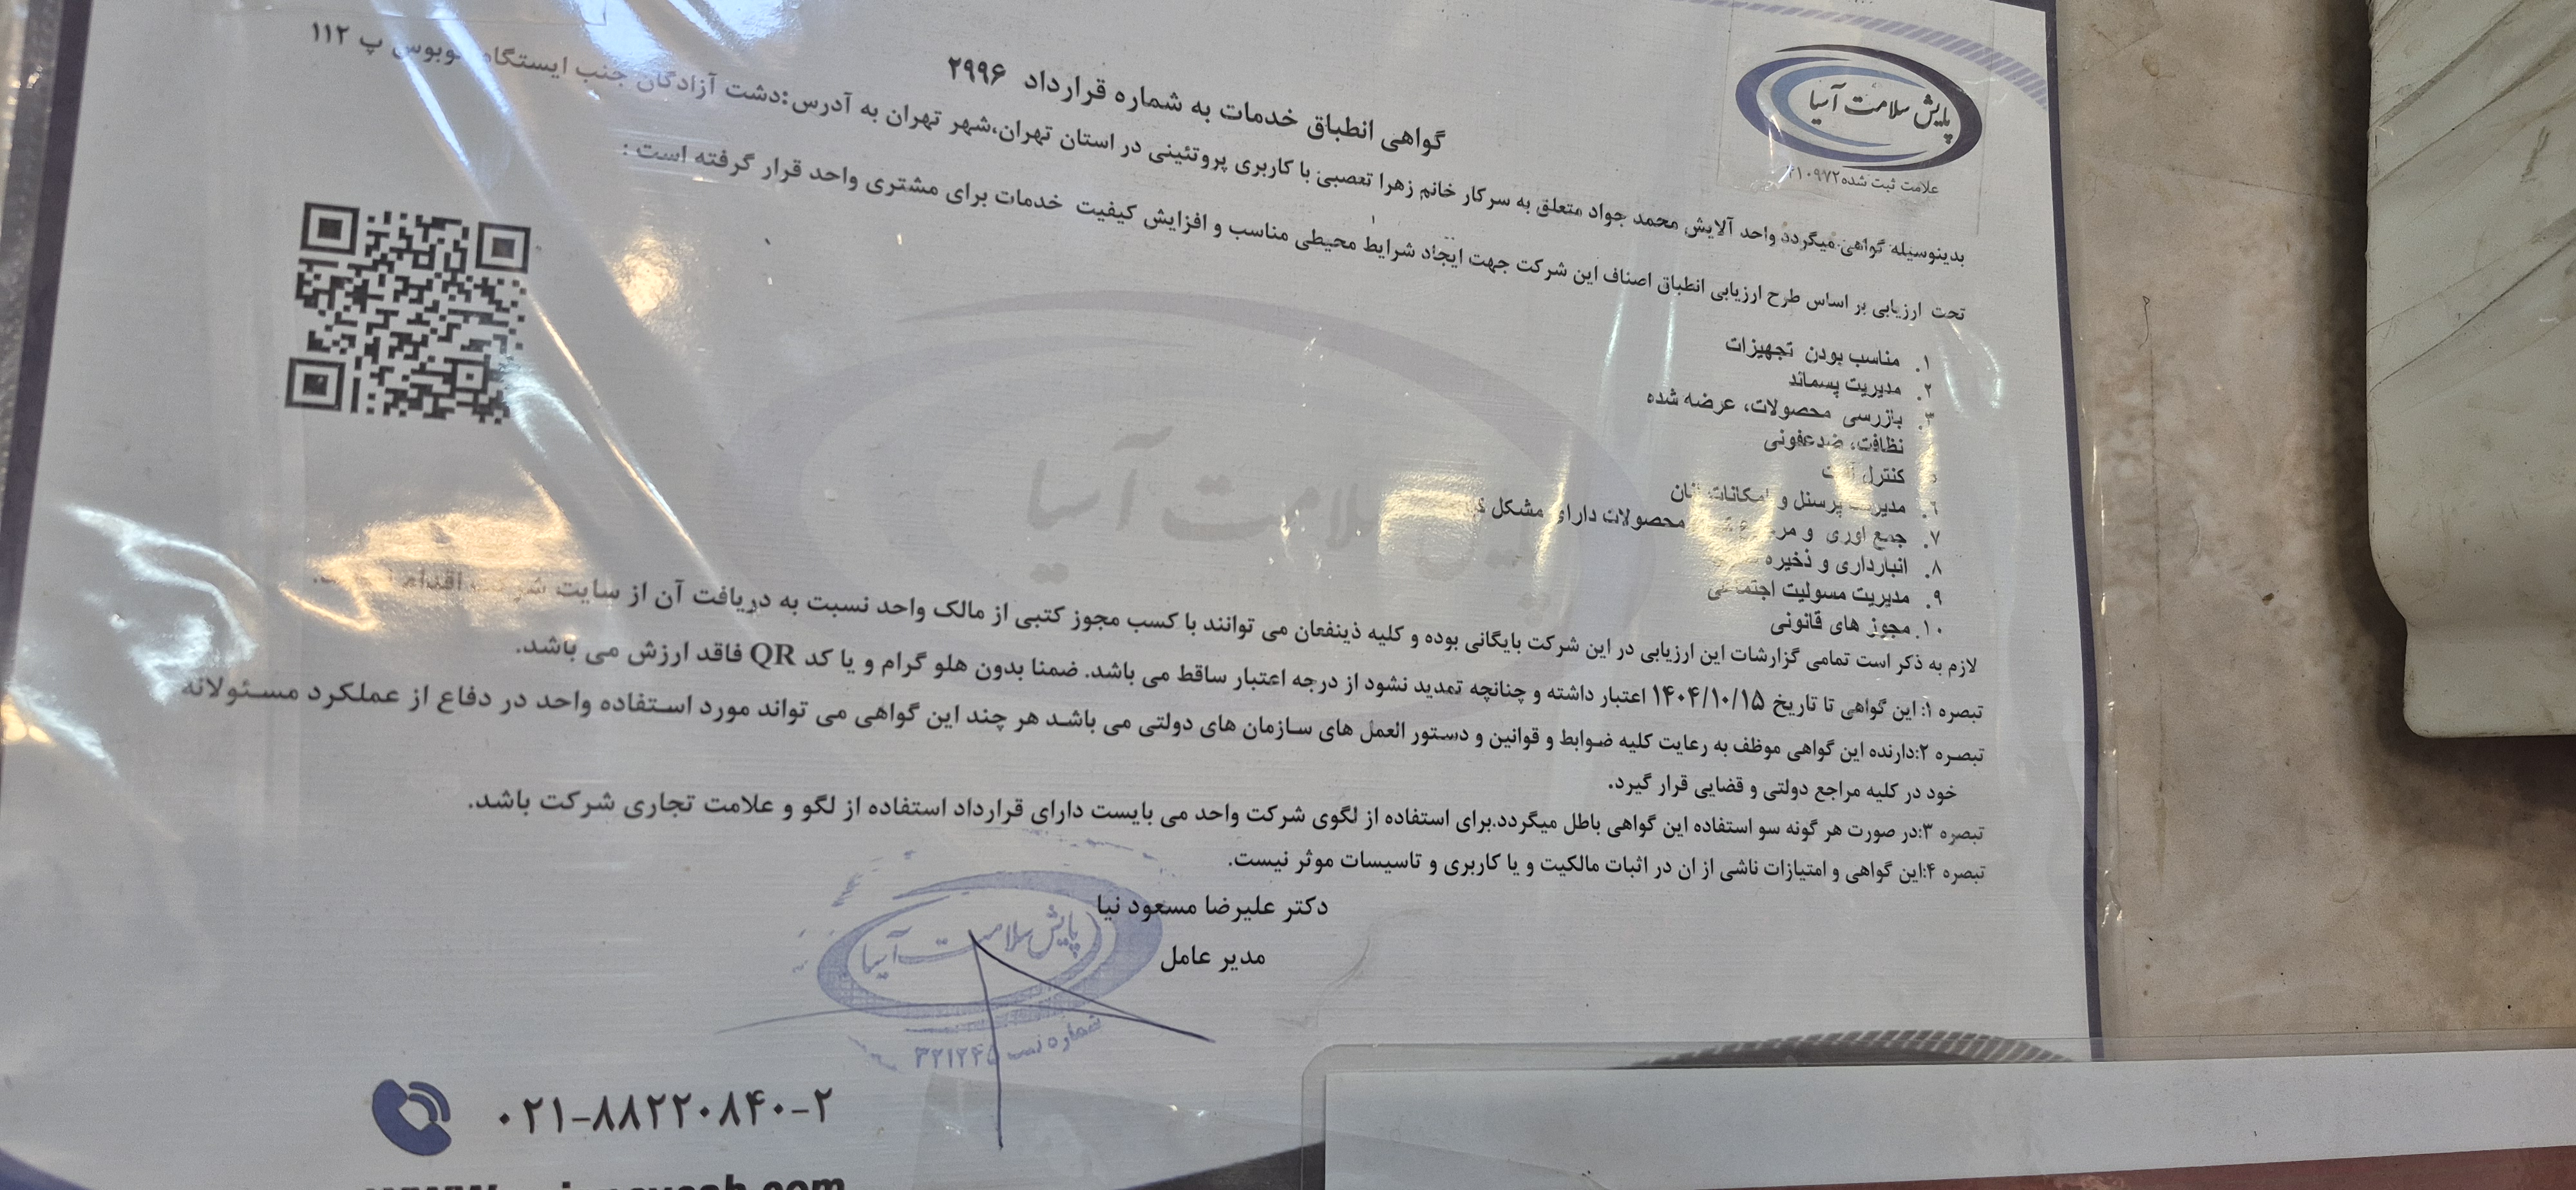 پایش سلامت آسیا
علامت ثبت شده
گواهی انطباق خدمات به شماره قرارداد ۲۹۹۶
بدینوسیله گواهی میگردد واحد آلایش محمد جواد متعلق به سرکار خانم زهرا تعصبی با کاربری پروتئینی در استان تهران،شهر تهران به آدرس:دشت آزادگان جنب ایستگاه پ ۱۱۲
تحت ارزیابی بر اساس طرح ارزیابی انطباق اصناف این شرکت جهت ایجاد شرایط محیطی مناسب و افزایش کیفیت خدمات برای مشتری واحد قرار گرفته است :
۱. مناسب بودن تجهیزات
۲. مدیریت پسماند
۳. بازرسی محصولات، عرضه شده
نظافت، ضدعفونی
کنترل
۶. مدیریت پرسنل و امکانات
۷. جمع آوری و محصولات دارای مشکل
۸. انبارداری و ذخیره
۹. مدیریت مسولیت اجتماعی
۱۰. مجوز های قانونی
لازم به ذکر است تمامی گزارشات این ارزیابی در این شرکت بایگانی بوده و کلیه ذینفعان می توانند با کسب مجوز کتبی از مالک واحد نسبت به دریافت آن از سایت شرکت اقدام
تبصره ۱: این گواهی تا تاریخ ۱۴۰۴/۱۰/۱۵ اعتبار داشته و چنانچه تمدید نشود از درجه اعتبار ساقط می باشد. ضمنا بدون هلو گرام و یا کد QR فاقد ارزش می باشد.
تبصره ۲:دارنده این گواهی موظف به رعایت کلیه ضوابط و قوانین و دستور العمل های سازمان های دولتی می باشد هر چند این گواهی می تواند مورد استفاده واحد در دفاع از عملکرد مسئولانه
خود در کلیه مراجع دولتی و قضایی قرار گیرد.
تبصره ۳:در صورت هر گونه سو استفاده این گواهی باطل میگردد.برای استفاده از لگوی شرکت واحد می بایست دارای قرارداد استفاده از لگو و علامت تجاری شرکت باشد.
تبصره ۴:این گواهی و امتیازات ناشی از ان در اثبات مالکیت و یا کاربری و تاسیسات موثر نیست.
دکتر علیرضا مسعود نیا
مدیر عامل
پایش سلامت آسیا
شماره ثبت
۰۲۱-۸۸۲۲۰۸۴۰-۲